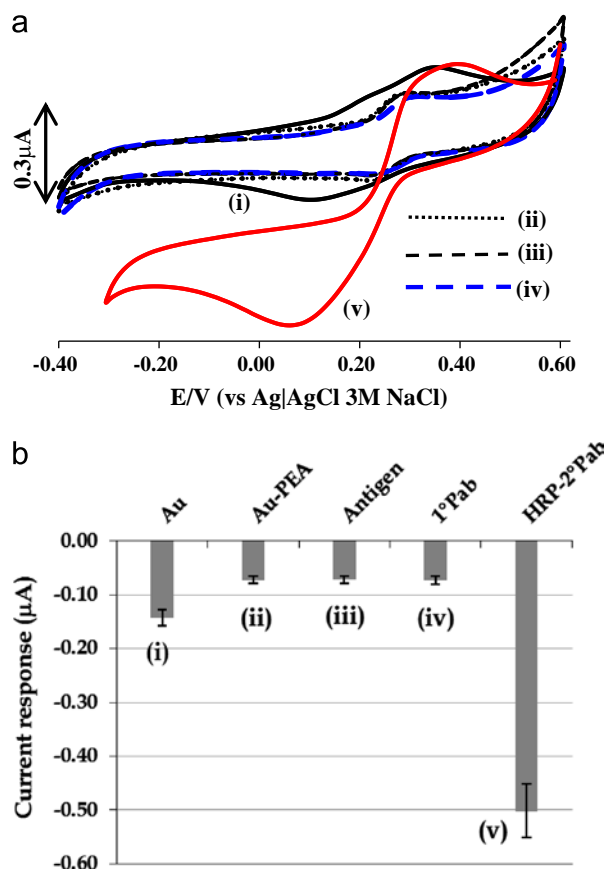 a
0.3μA
(i)
(ii)
(iii)
(iv)
(v)
-0.40 -0.20 0.00 0.20 0.40 0.60
E/V (vs Ag|AgCl 3M NaCl)
b
Au Au-PEA Antigen 1°Pab HRP-2°Pab
0.00
-0.10
-0.20
-0.30
-0.40
-0.50
-0.60
Current response (μA)
(i) (ii) (iii) (iv) (v)